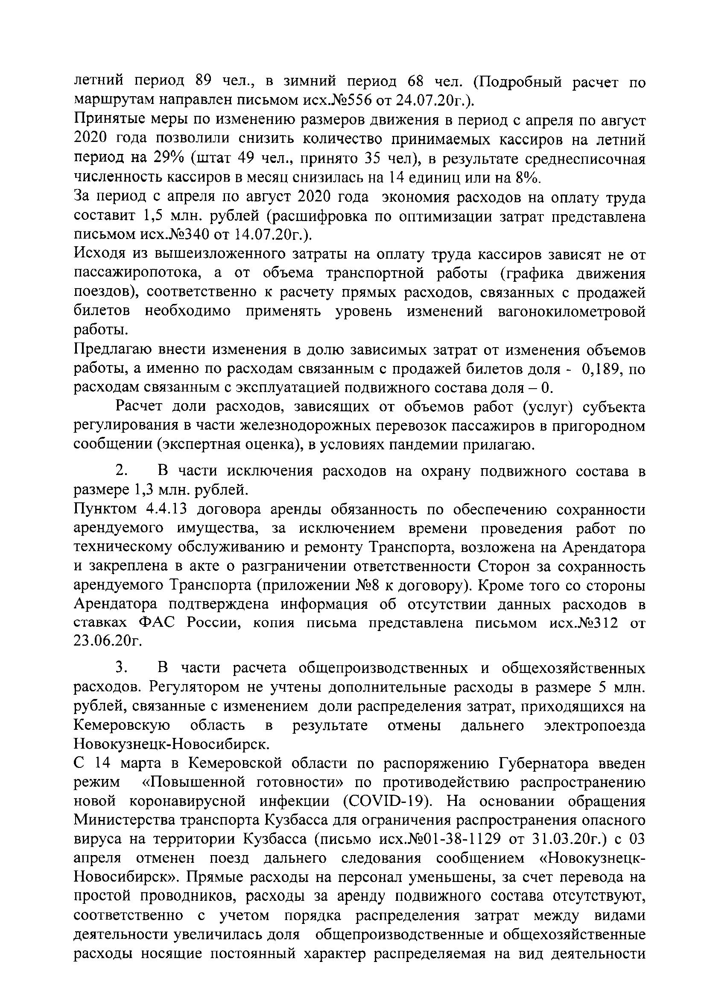 летний период 89 чел., в зимний период 68 чел. (Подробный расчет по
маршрутам направлен письмом исх.№556 от 24.07.20г.).
Принятые меры по изменению размеров движения в период с апреля по август
2020 года позволили снизить количество принимаемых кассиров на летний
период на 29% (штат 49 чел., принято 35 чел), в результате среднесписочная
численность кассиров в месяц снизилась на 14 единиц или на 8%.
За период с апреля по август 2020 года экономия расходов на оплату труда
составит 1,5 млн. рублей (расшифровка по оптимизации затрат представлена
письмом исх.№340 от 14.07.20г.).
Исходя из вышеизложенного затраты на оплату труда кассиров зависят не от
пассажиропотока, а от объема транспортной работы (графика движения
поездов), соответственно к расчету прямых расходов, связанных с продажей
билетов необходимо применять уровень изменений вагонокилометровой
работы.
Предлагаю внести изменения в долю зависимых затрат от изменения объемов
работы, а именно по расходам связанным с продажей билетов доля - 0,189, по
расходам связанным с эксплуатацией подвижного состава доля – 0.
Расчет доли расходов, зависящих от объемов работ (услуг) субъекта
регулирования в части железнодорожных перевозок пассажиров в пригородном
сообщении (экспертная оценка), в условиях пандемии прилагаю.
2. В части исключения расходов на охрану подвижного состава в
размере 1,3 млн. рублей.
Пунктом 4.4.13 договора аренды обязанность по обеспечению сохранности
арендуемого имущества, за исключением времени проведения работ по
техническому обслуживанию и ремонту Транспорта, возложена на Арендатора
и закреплена в акте о разграничении ответственности Сторон за сохранность
арендуемого Транспорта (приложении №8 к договору). Кроме того со стороны
Арендатора подтверждена информация об отсутствии данных расходов в
ставках ФАС России, копия письма представлена письмом исх.№312 от
23.06.20г.
3. В части расчета общепроизводственных и общехозяйственных
расходов. Регулятором не учтены дополнительные расходы в размере 5 млн.
рублей, связанные с изменением доли распределения затрат, приходящихся на
Кемеровскую область в результате отмены дальнего электропоезда
Новокузнецк-Новосибирск.
С 14 марта в Кемеровской области по распоряжению Губернатора введен
режим «Повышенной готовности» по противодействию распространению
новой коронавирусной инфекции (COVID-19). На основании обращения
Министерства транспорта Кузбасса для ограничения распространения опасного
вируса на территории Кузбасса (письмо исх.№01-38-1129 от 31.03.20г.) с 03
апреля отменен поезд дальнего следования сообщением «Новокузнецк-
Новосибирск». Прямые расходы на персонал уменьшены, за счет перевода на
простой проводников, расходы за аренду подвижного состава отсутствуют,
соответственно с учетом порядка распределения затрат между видами
деятельности увеличилась доля общепроизводственные и общехозяйственные
расходы носящие постоянный характер распределяемая на вид деятельности